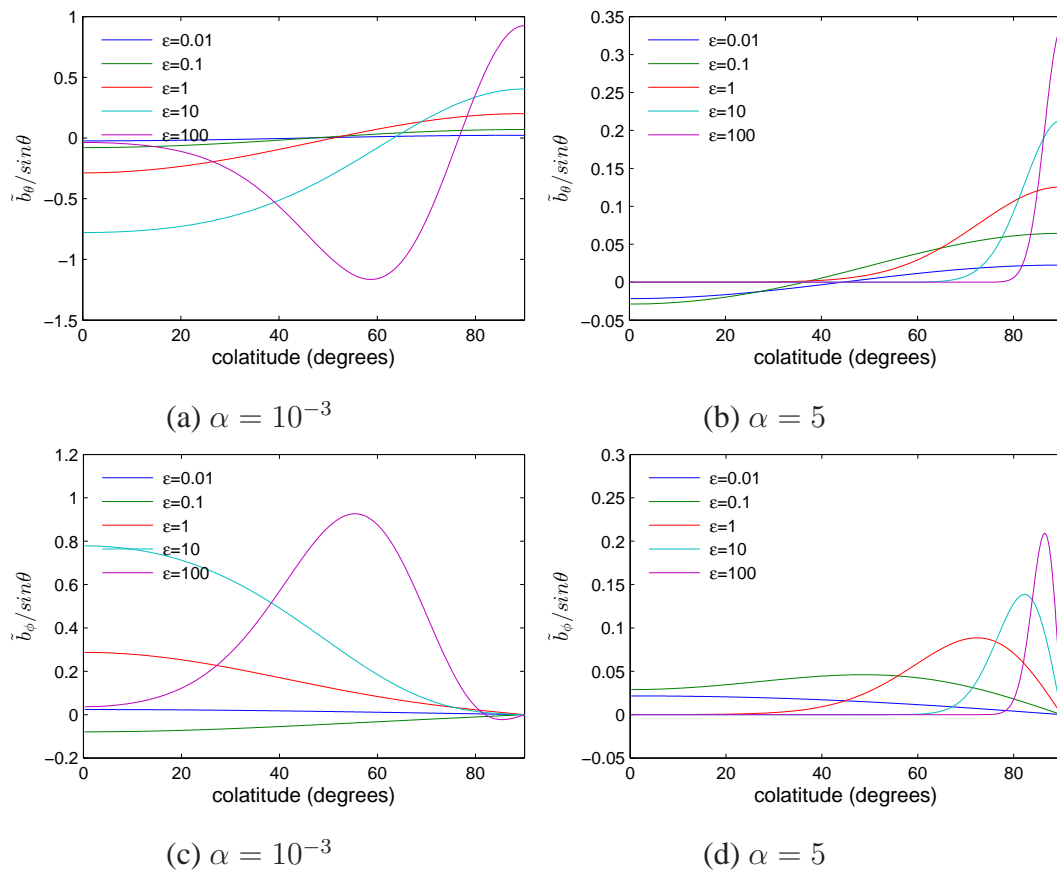 1
0.5
0
−0.5
−1
−1.5
0 20 40 60 80
ε=0.01
ε=0.1
ε=1
ε=10
ε=100
b̃_θ/sinθ
colatitude (degrees)
(a) α = 10⁻³
0.35
0.3
0.25
0.2
0.15
0.1
0.05
0
−0.05
0 20 40 60 80
ε=0.01
ε=0.1
ε=1
ε=10
ε=100
b̃_θ/sinθ
colatitude (degrees)
(b) α = 5
1.2
1
0.8
0.6
0.4
0.2
0
−0.2
0 20 40 60 80
ε=0.01
ε=0.1
ε=1
ε=10
ε=100
b̃_ϕ/sinθ
colatitude (degrees)
(c) α = 10⁻³
0.3
0.25
0.2
0.15
0.1
0.05
0
−0.05
0 20 40 60 80
ε=0.01
ε=0.1
ε=1
ε=10
ε=100
b̃_ϕ/sinθ
colatitude (degrees)
(d) α = 5